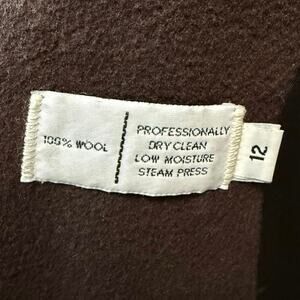 100% WOOL
PROFESSIONALLY
DRY CLEAN
LOW MOISTURE
STEAM PRESS
12